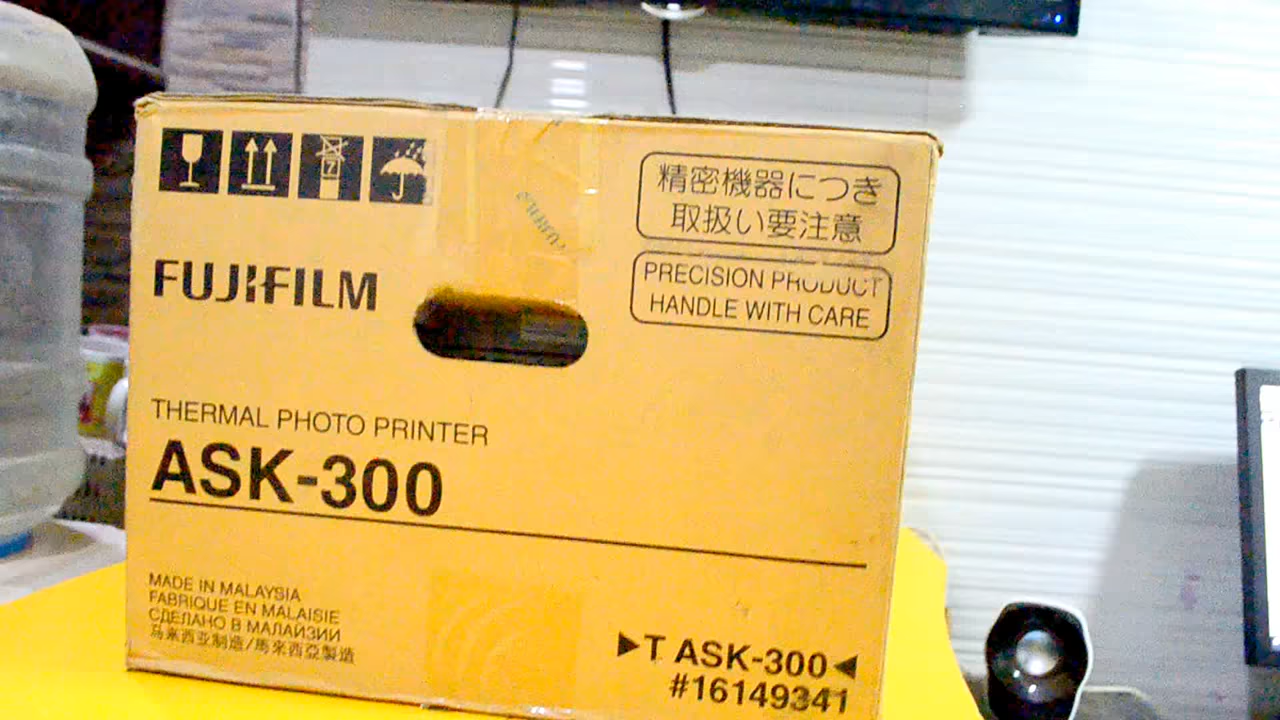 7
FUJIFILM
精密機器につき
取扱い要注意
PRECISION PRODUCT
HANDLE WITH CARE
THERMAL PHOTO PRINTER
ASK-300
MADE IN MALAYSIA
FABRIQUÉ EN MALAISIE
СДЕЛАНО В МАЛАЙЗИИ
马来西亚制造/馬來西亞製造
▶T ASK-300◀
#16149341